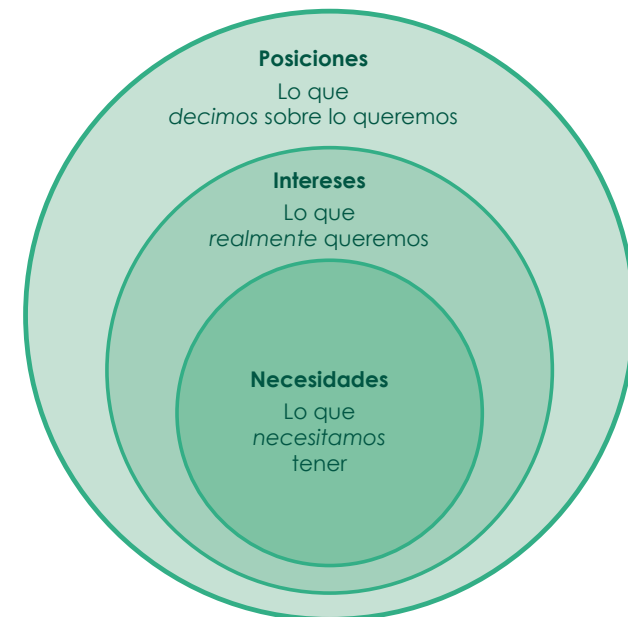 Posiciones
Lo que
decimos sobre lo queremos
Intereses
Lo que
realmente queremos
Necesidades
Lo que
necesitamos
tener